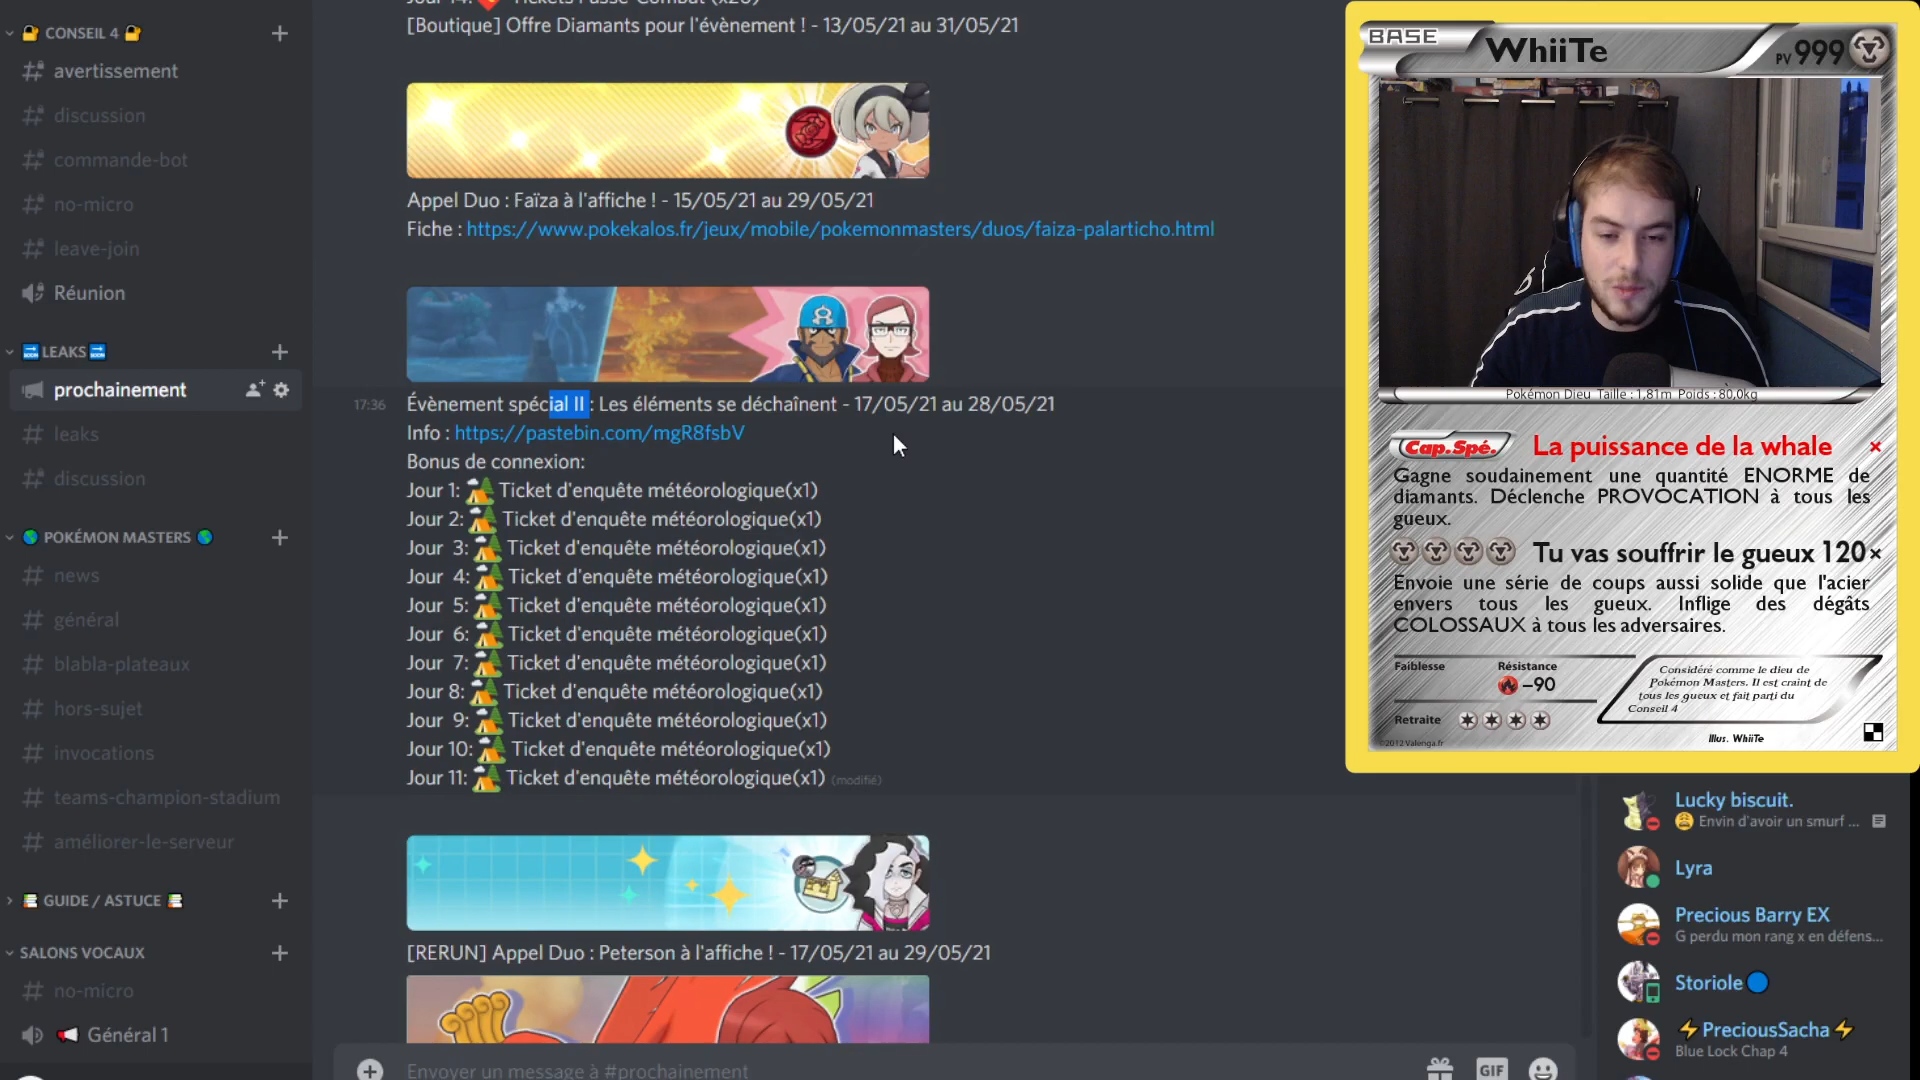 CONSEIL 4
avertissement
discussion
commande-bot
no-micro
leave-join
Réunion
LEAKS
prochainement
leaks
discussion
POKÉMON MASTERS
news
général
blabla-plateaux
hors-sujet
invocations
teams-champion-stadium
améliorer-le-serveur
GUIDE / ASTUCE
SALONS VOCAUX
no-micro
Général 1
[Boutique] Offre Diamants pour l'évènement ! - 13/05/21 au 31/05/21
Appel Duo : Faïza à l'affiche ! - 15/05/21 au 29/05/21
Fiche : https://www.pokekalos.fr/jeux/mobile/pokemonmasters/duos/faiza-palarticho.html
17:36
Évènement spécial II : Les éléments se déchaînent - 17/05/21 au 28/05/21
Info : https://pastebin.com/mgR8fsbV
Bonus de connexion:
Jour 1: Ticket d'enquête météorologique(x1)
Jour 2: Ticket d'enquête météorologique(x1)
Jour 3: Ticket d'enquête météorologique(x1)
Jour 4: Ticket d'enquête météorologique(x1)
Jour 5: Ticket d'enquête météorologique(x1)
Jour 6: Ticket d'enquête météorologique(x1)
Jour 7: Ticket d'enquête météorologique(x1)
Jour 8: Ticket d'enquête météorologique(x1)
Jour 9: Ticket d'enquête météorologique(x1)
Jour 10: Ticket d'enquête météorologique(x1)
Jour 11: Ticket d'enquête météorologique(x1) (modifié)
[RERUN] Appel Duo : Peterson à l'affiche ! - 17/05/21 au 29/05/21
Envoyer un message à #prochainement
GIF
BASE
WhiiTe
PV 999
Pokémon Dieu Taille : 1,81m Poids : 80,0kg
Cap.Spé. La puissance de la whale ×
Gagne soudainement une quantité ENORME de
diamants. Déclenche PROVOCATION à tous les
gueux.
Tu vas souffrir le gueux 120×
Envoie une série de coups aussi solide que l'acier
envers tous les gueux. Inflige des dégâts
COLOSSAUX à tous les adversaires.
Faiblesse
Résistance
-90
Retraite
Considéré comme le dieu de
Pokémon Masters. Il est craint de
tous les gueux et fait parti du
Conseil 4
©2012 Valenga.fr
Illus. WhiiTe
Lucky biscuit.
Envin d'avoir un smurf ...
Lyra
Precious Barry EX
G perdu mon rang x en défens...
Storiole
PreciousSacha
Blue Lock Chap 4